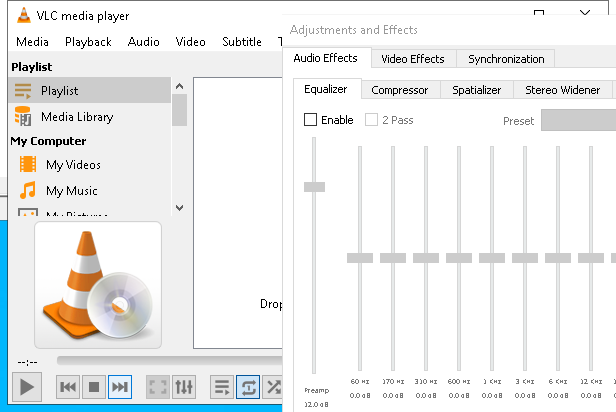 VLC media player
Media Playback Audio Video Subtitle
Playlist
Playlist
Media Library
My Computer
My Videos
My Music
My Pictures
Drop
--:--
Adjustments and Effects
Audio Effects Video Effects Synchronization
Equalizer Compressor Spatializer Stereo Widener
Enable 2 Pass Preset
60 Hz 170 Hz 310 Hz 600 Hz 1 KHz 3 KHz 6 KHz 12 KHz
0.0 dB 0.0 dB 0.0 dB 0.0 dB 0.0 dB 0.0 dB 0.0 dB 0.0 dB
Preamp
12.0 dB